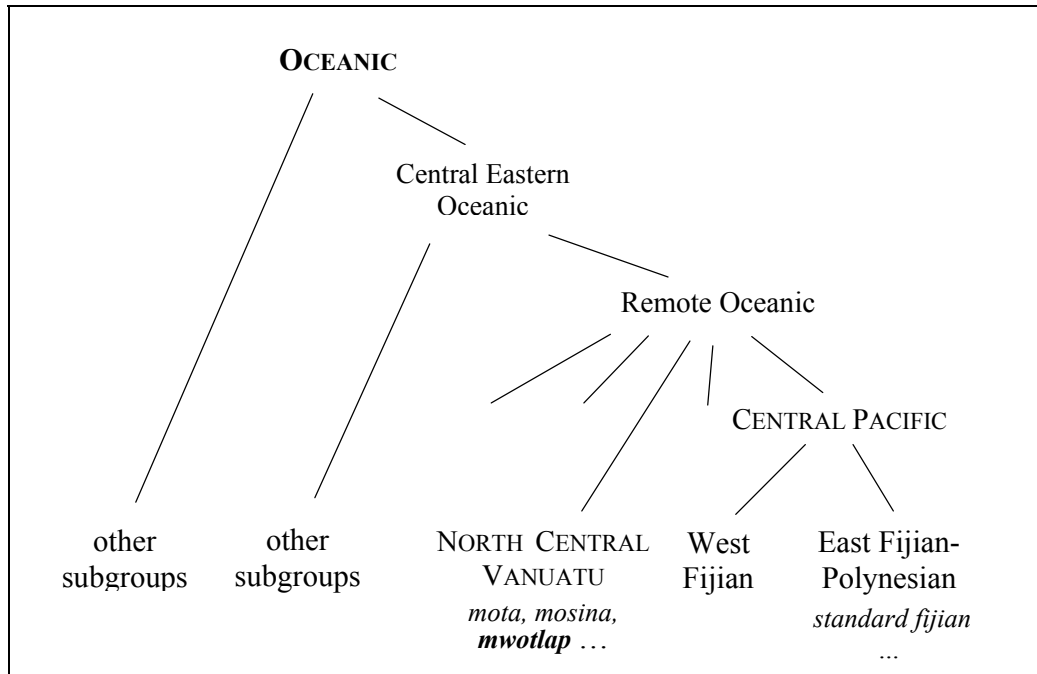 OCEANIC
Central Eastern
Oceanic
Remote Oceanic
CENTRAL PACIFIC
other
subgroups
other
subgroups
NORTH CENTRAL
VANUATU
mota, mosina,
mwotlap …
West
Fijian
East Fijian-
Polynesian
standard fijian
...